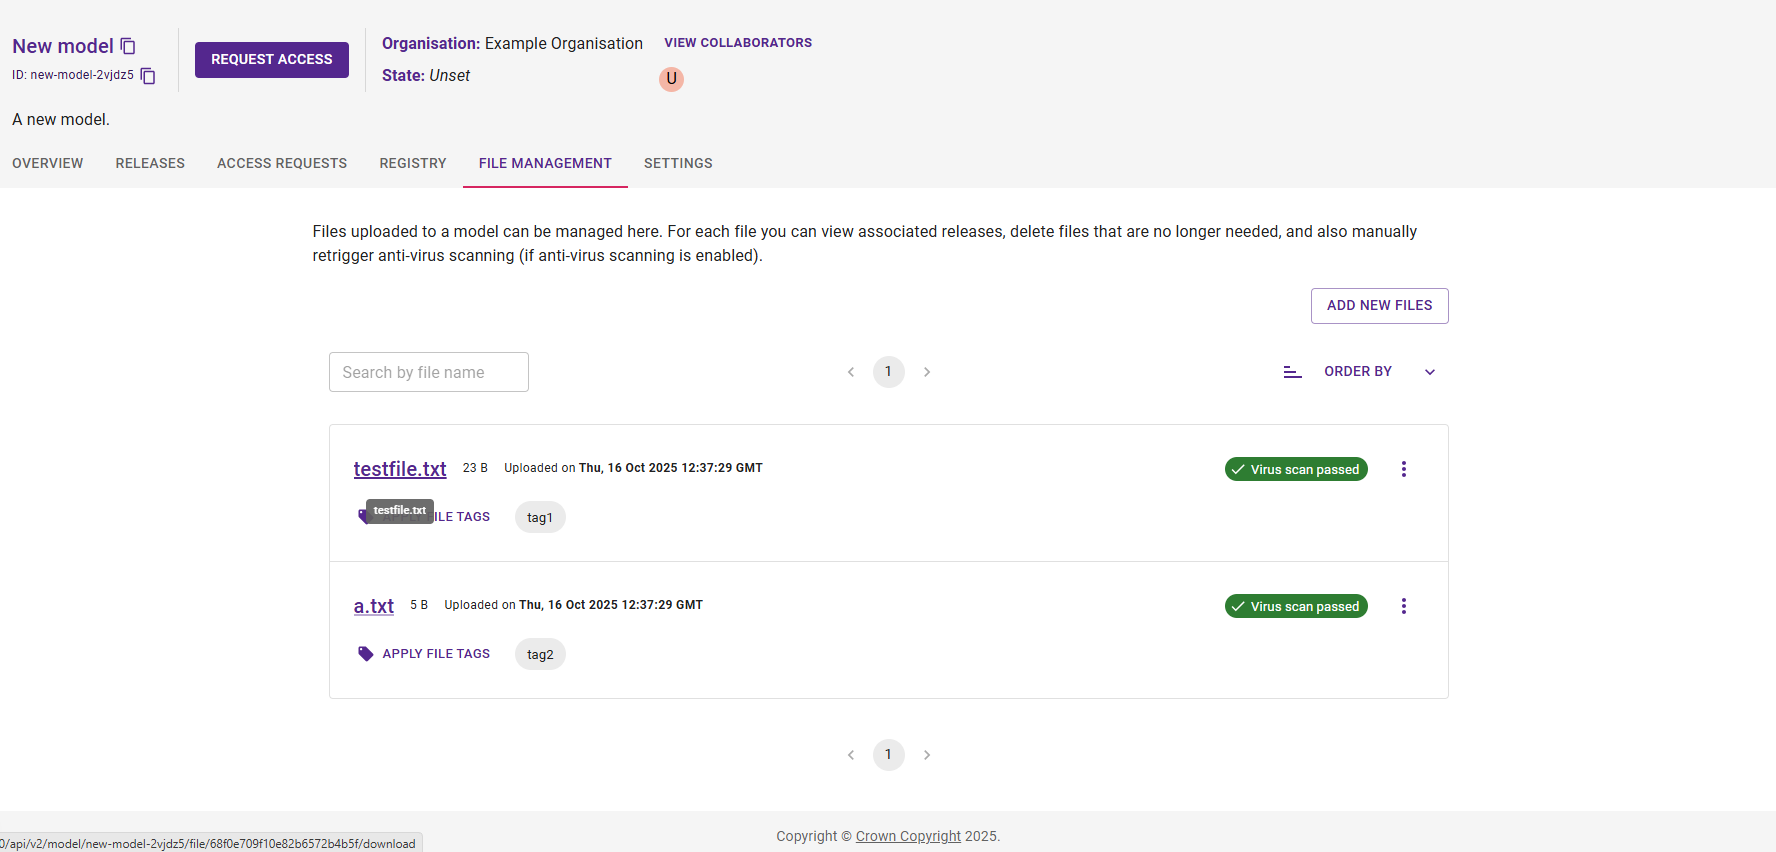 New model
ID: new-model-2vjdz5
REQUEST ACCESS
Organisation: Example Organisation
State: Unset
VIEW COLLABORATORS
U
A new model.
OVERVIEW RELEASES ACCESS REQUESTS REGISTRY FILE MANAGEMENT SETTINGS
Files uploaded to a model can be managed here. For each file you can view associated releases, delete files that are no longer needed, and also manually
retrigger anti-virus scanning (if anti-virus scanning is enabled).
ADD NEW FILES
Search by file name
1
ORDER BY
testfile.txt 23 B Uploaded on Thu, 16 Oct 2025 12:37:29 GMT Virus scan passed
testfile.txt
APPLY FILE TAGS tag1
a.txt 5 B Uploaded on Thu, 16 Oct 2025 12:37:29 GMT Virus scan passed
APPLY FILE TAGS tag2
1
Copyright © Crown Copyright 2025.
0/api/v2/model/new-model-2vjdz5/file/68f0e709f10e82b6572b4b5f/download